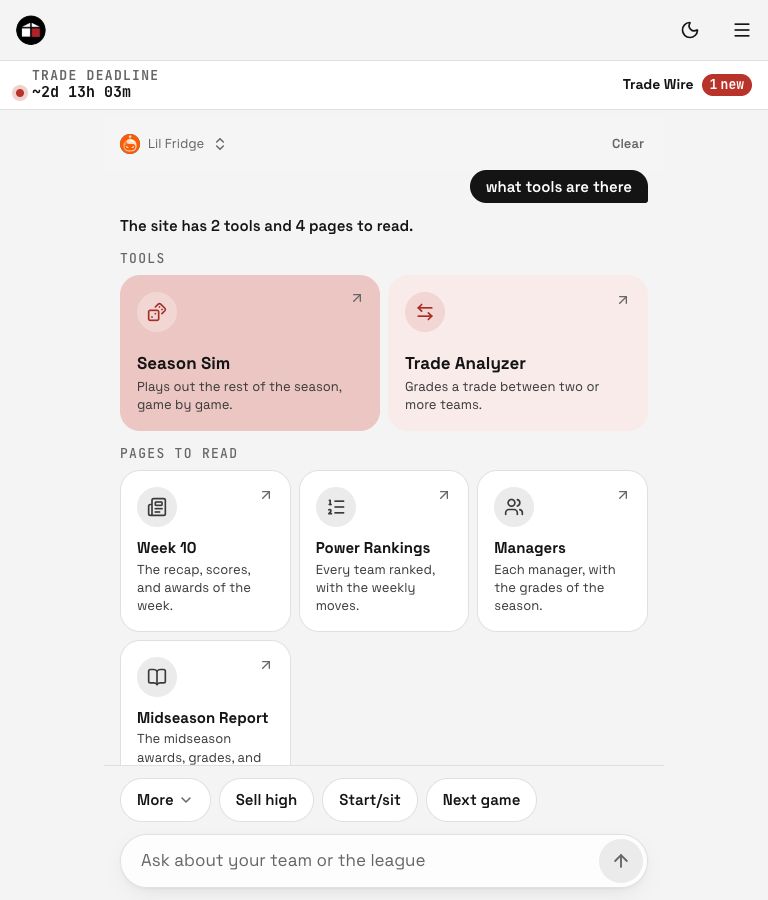 TRADE DEADLINE
~2d 13h 03m
Trade Wire
1 new
Lil Fridge
Clear
what tools are there
The site has 2 tools and 4 pages to read.
TOOLS
Season Sim
Plays out the rest of the season,
game by game.
Trade Analyzer
Grades a trade between two or
more teams.
PAGES TO READ
Week 10
The recap, scores,
and awards of the
week.
Power Rankings
Every team ranked,
with the weekly
moves.
Managers
Each manager, with
the grades of the
season.
Midseason Report
The midseason
awards, grades, and
More
Sell high
Start/sit
Next game
Ask about your team or the league